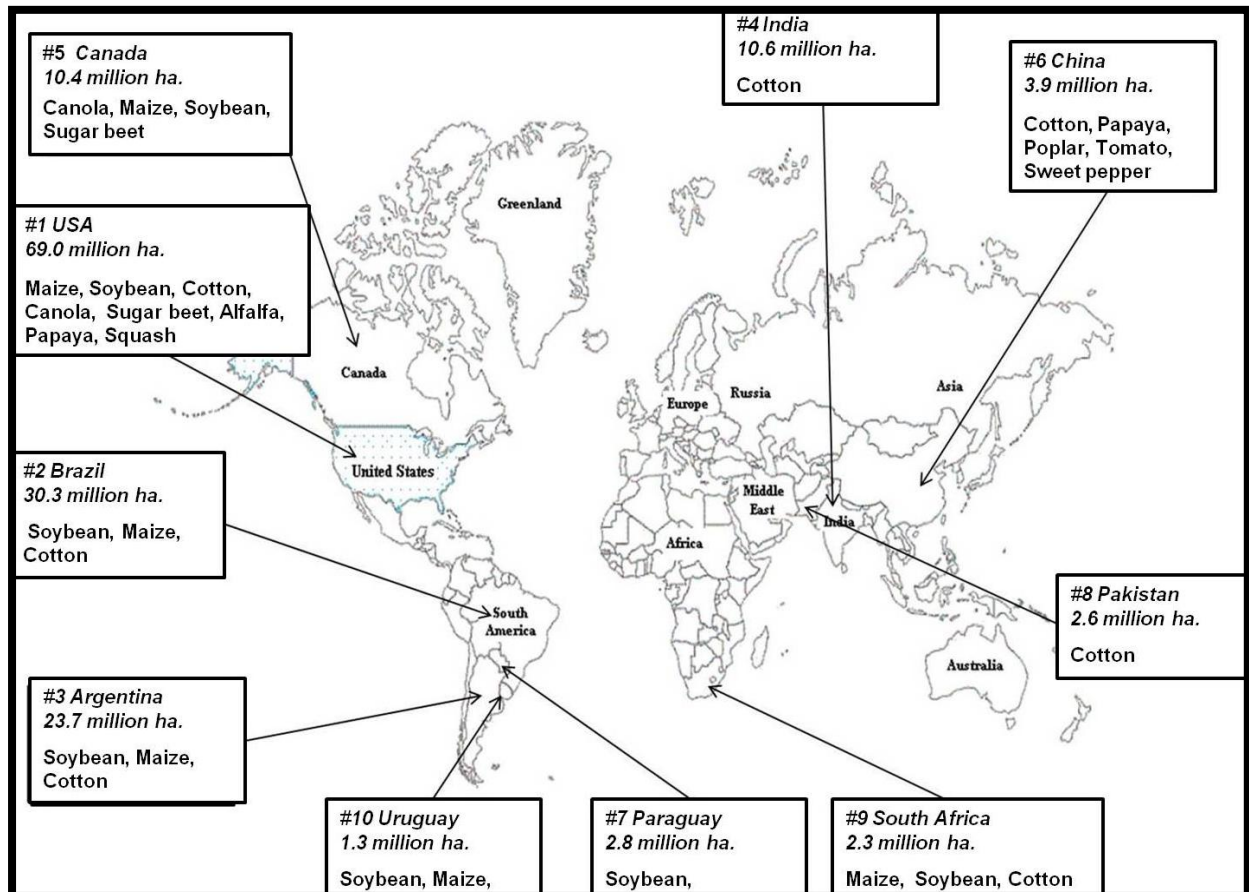 #4 India
10.6 million ha.
Cotton
#5 Canada
10.4 million ha.
Canola, Maize, Soybean,
Sugar beet
#6 China
3.9 million ha.
Cotton, Papaya,
Poplar, Tomato,
Sweet pepper
#1 USA
69.0 million ha.
Maize, Soybean, Cotton,
Canola, Sugar beet, Alfalfa,
Papaya, Squash
Greenland
Canada
Russia
Asia
Europe
United States
Middle
East
India
Africa
#2 Brazil
30.3 million ha.
Soybean, Maize,
Cotton
South
America
Australia
#8 Pakistan
2.6 million ha.
Cotton
#3 Argentina
23.7 million ha.
Soybean, Maize,
Cotton
#10 Uruguay
1.3 million ha.
Soybean, Maize,
#7 Paraguay
2.8 million ha.
Soybean,
#9 South Africa
2.3 million ha.
Maize, Soybean, Cotton